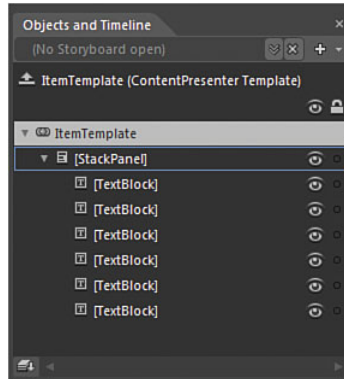 Objects and Timeline
(No Storyboard open)
ItemTemplate (ContentPresenter Template)
ItemTemplate
[StackPanel]
[TextBlock]
[TextBlock]
[TextBlock]
[TextBlock]
[TextBlock]
[TextBlock]